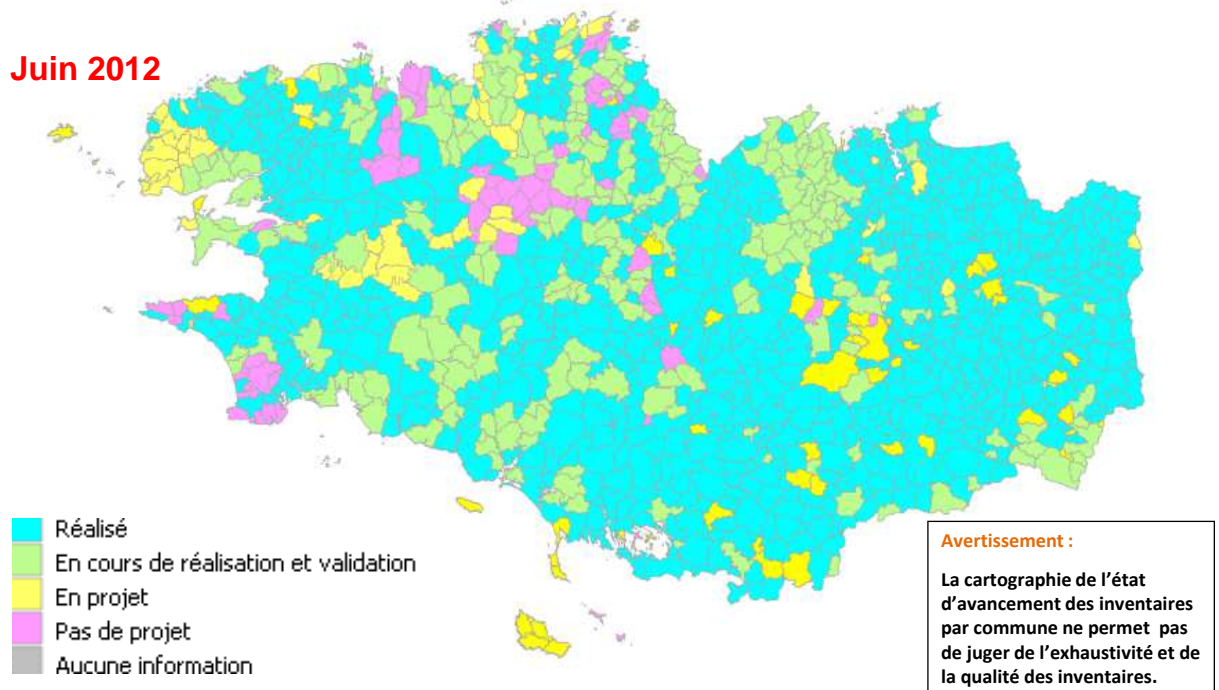 Juin 2012
Réalisé
En cours de réalisation et validation
En projet
Pas de projet
Aucune information
Avertissement :
La cartographie de l'état
d'avancement des inventaires
par commune ne permet pas
de juger de l'exhaustivité et de
la qualité des inventaires.